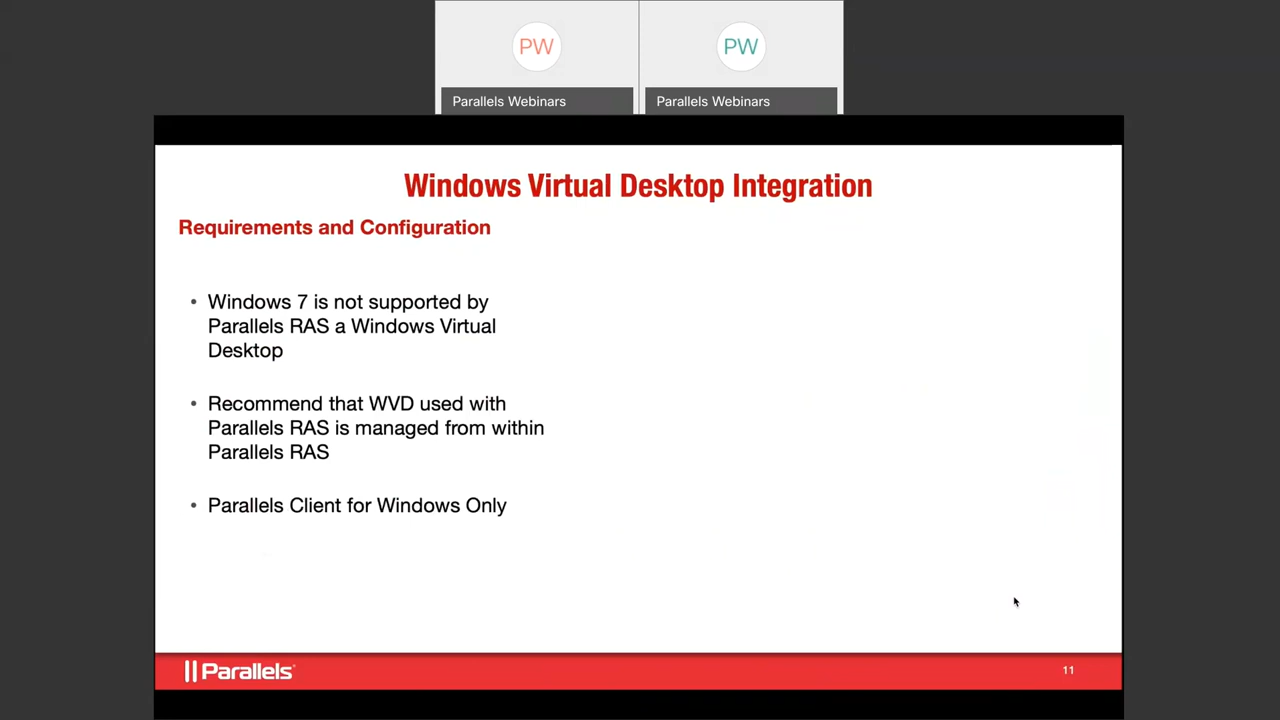 PW
PW
Parallels Webinars
Parallels Webinars
Windows Virtual Desktop Integration
Requirements and Configuration
• Windows 7 is not supported by
Parallels RAS a Windows Virtual
Desktop
• Recommend that WVD used with
Parallels RAS is managed from within
Parallels RAS
• Parallels Client for Windows Only
Parallels®
11